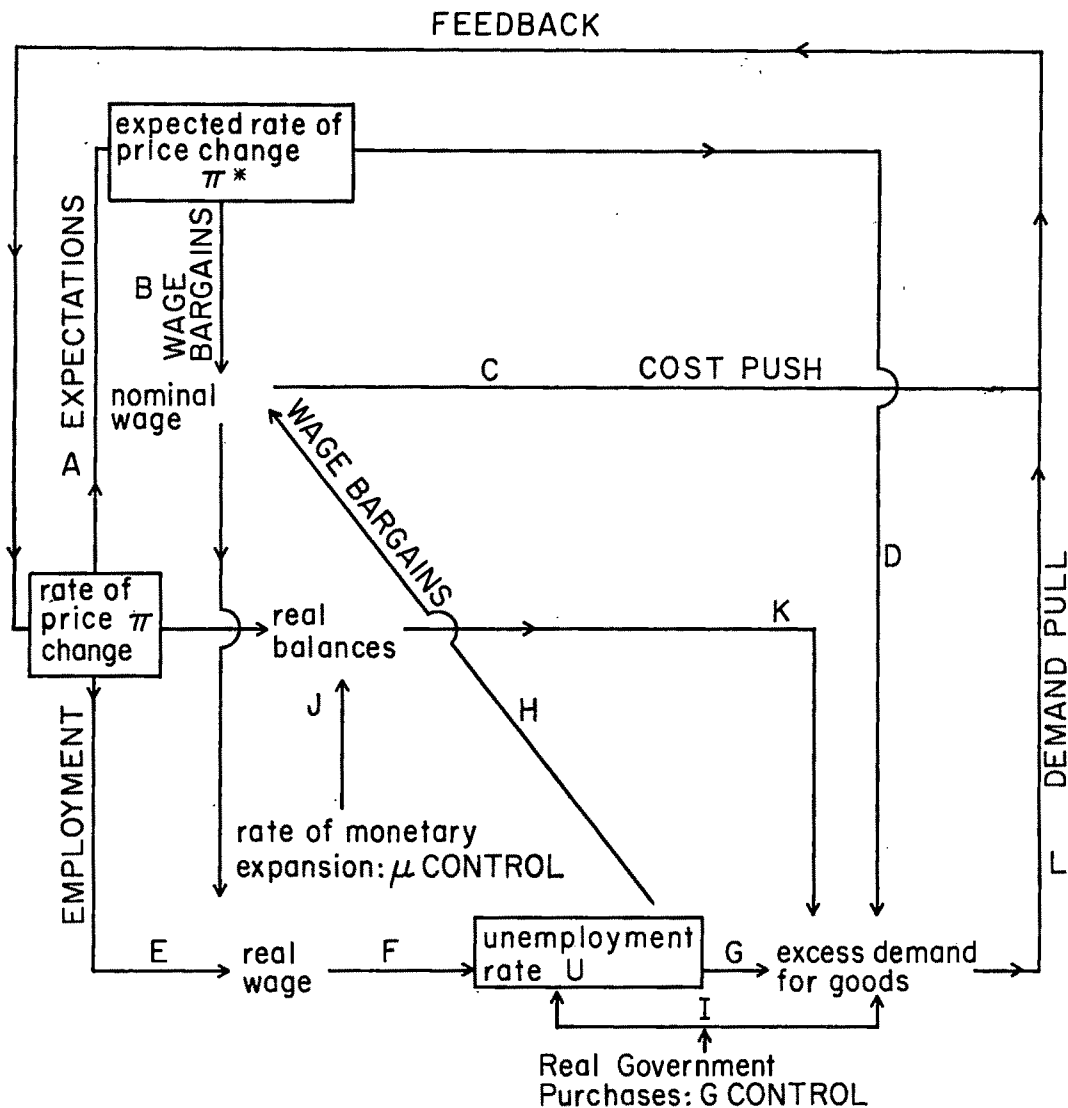 FEEDBACK
expected rate of
price change
π*
A EXPECTATIONS
B WAGE
BARGAINS
nominal
wage
C COST PUSH
WAGE BARGAINS
D
rate of
price π
change
real
balances
K
J
H
L DEMAND PULL
rate of monetary
expansion: μ CONTROL
EMPLOYMENT
E
real
wage
F
unemployment
rate U
G
excess demand
for goods
I
Real Government
Purchases: G CONTROL